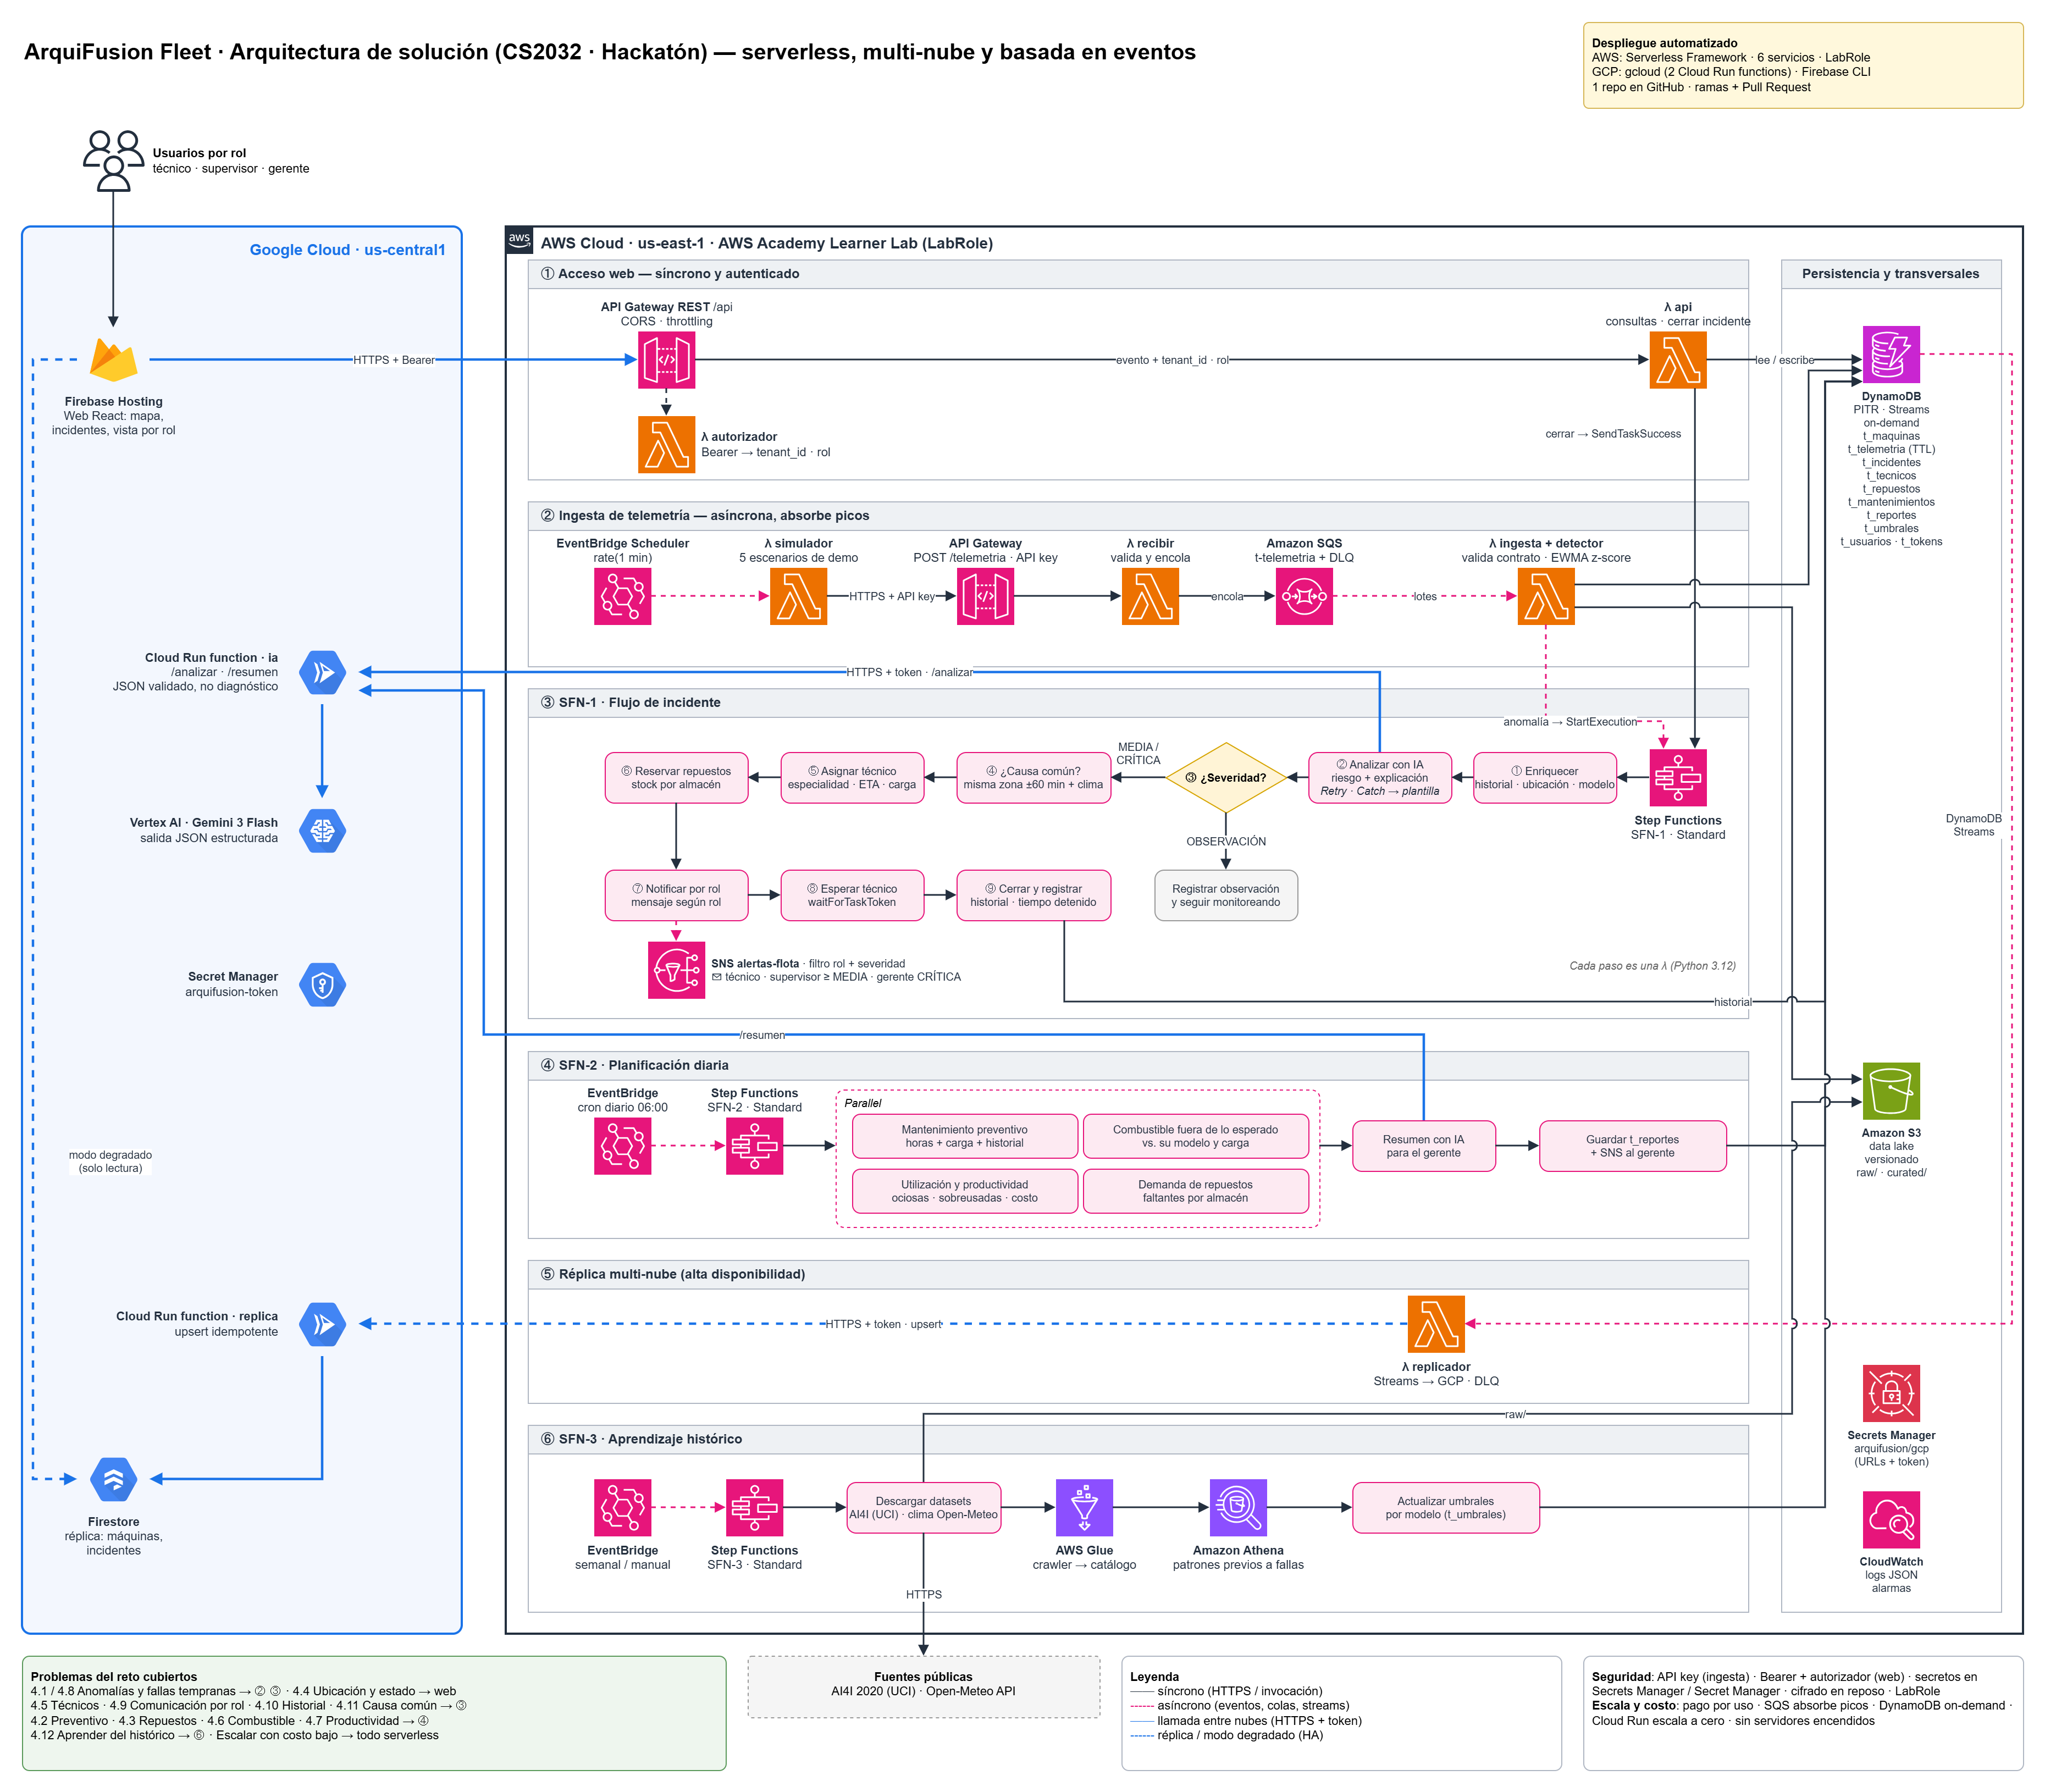 ArquiFusion Fleet · Arquitectura de solución (CS2032 · Hackatón) — serverless, multi-nube y basada en eventos
Despliegue automatizado
AWS: Serverless Framework · 6 servicios · LabRole
GCP: gcloud (2 Cloud Run functions) · Firebase CLI
1 repo en GitHub · ramas + Pull Request
Usuarios por rol
técnico · supervisor · gerente
Google Cloud · us-central1
aws
AWS Cloud · us-east-1 · AWS Academy Learner Lab (LabRole)
① Acceso web — síncrono y autenticado
API Gateway REST /api
CORS · throttling
λ api
consultas · cerrar incidente
HTTPS + Bearer
evento + tenant_id · rol
lee / escribe
λ autorizador
Bearer → tenant_id · rol
cerrar → SendTaskSuccess
Firebase Hosting
Web React: mapa,
incidentes, vista por rol
Persistencia y transversales
DynamoDB
PITR · Streams
on-demand
t_maquinas
t_telemetria (TTL)
t_incidentes
t_tecnicos
t_repuestos
t_mantenimientos
t_reportes
t_umbrales
t_usuarios · t_tokens
② Ingesta de telemetría — asíncrona, absorbe picos
EventBridge Scheduler
rate(1 min)
λ simulador
5 escenarios de demo
API Gateway
POST /telemetria · API key
λ recibir
valida y encola
Amazon SQS
t-telemetria + DLQ
λ ingesta + detector
valida contrato · EWMA z-score
HTTPS + API key
encola
lotes
Cloud Run function · ia
/analizar · /resumen
JSON validado, no diagnóstico
HTTPS + token · /analizar
③ SFN-1 · Flujo de incidente
anomalía → StartExecution
⑥ Reservar repuestos
stock por almacén
⑤ Asignar técnico
especialidad · ETA · carga
④ ¿Causa común?
misma zona ±60 min + clima
MEDIA /
CRÍTICA
③ ¿Severidad?
② Analizar con IA
riesgo + explicación
Retry · Catch → plantilla
① Enriquecer
historial · ubicación · modelo
Step Functions
SFN-1 · Standard
OBSERVACIÓN
DynamoDB
Streams
Vertex AI · Gemini 3 Flash
salida JSON estructurada
⑦ Notificar por rol
mensaje según rol
⑧ Esperar técnico
waitForTaskToken
⑨ Cerrar y registrar
historial · tiempo detenido
Registrar observación
y seguir monitoreando
SNS alertas-flota · filtro rol + severidad
✉ técnico · supervisor ≥ MEDIA · gerente CRÍTICA
Cada paso es una λ (Python 3.12)
historial
Secret Manager
arquifusion-token
/resumen
④ SFN-2 · Planificación diaria
EventBridge
cron diario 06:00
Step Functions
SFN-2 · Standard
Parallel
Mantenimiento preventivo
horas + carga + historial
Combustible fuera de lo esperado
vs. su modelo y carga
Utilización y productividad
ociosas · sobreusadas · costo
Demanda de repuestos
faltantes por almacén
Resumen con IA
para el gerente
Guardar t_reportes
+ SNS al gerente
Amazon S3
data lake
versionado
raw/ · curated/
modo degradado
(solo lectura)
⑤ Réplica multi-nube (alta disponibilidad)
Cloud Run function · replica
upsert idempotente
HTTPS + token · upsert
λ replicador
Streams → GCP · DLQ
raw/
⑥ SFN-3 · Aprendizaje histórico
EventBridge
semanal / manual
Step Functions
SFN-3 · Standard
Descargar datasets
AI4I (UCI) · clima Open-Meteo
AWS Glue
crawler → catálogo
Amazon Athena
patrones previos a fallas
Actualizar umbrales
por modelo (t_umbrales)
HTTPS
Secrets Manager
arquifusion/gcp
(URLs + token)
CloudWatch
logs JSON
alarmas
Firestore
réplica: máquinas,
incidentes
Problemas del reto cubiertos
4.1 / 4.8 Anomalías y fallas tempranas → ② ③ · 4.4 Ubicación y estado → web
4.5 Técnicos · 4.9 Comunicación por rol · 4.10 Historial · 4.11 Causa común → ③
4.2 Preventivo · 4.3 Repuestos · 4.6 Combustible · 4.7 Productividad → ④
4.12 Aprender del histórico → ⑥ · Escalar con costo bajo → todo serverless
Fuentes públicas
AI4I 2020 (UCI) · Open-Meteo API
Leyenda
síncrono (HTTPS / invocación)
asíncrono (eventos, colas, streams)
llamada entre nubes (HTTPS + token)
réplica / modo degradado (HA)
Seguridad: API key (ingesta) · Bearer + autorizador (web) · secretos en
Secrets Manager / Secret Manager · cifrado en reposo · LabRole
Escala y costo: pago por uso · SQS absorbe picos · DynamoDB on-demand ·
Cloud Run escala a cero · sin servidores encendidos